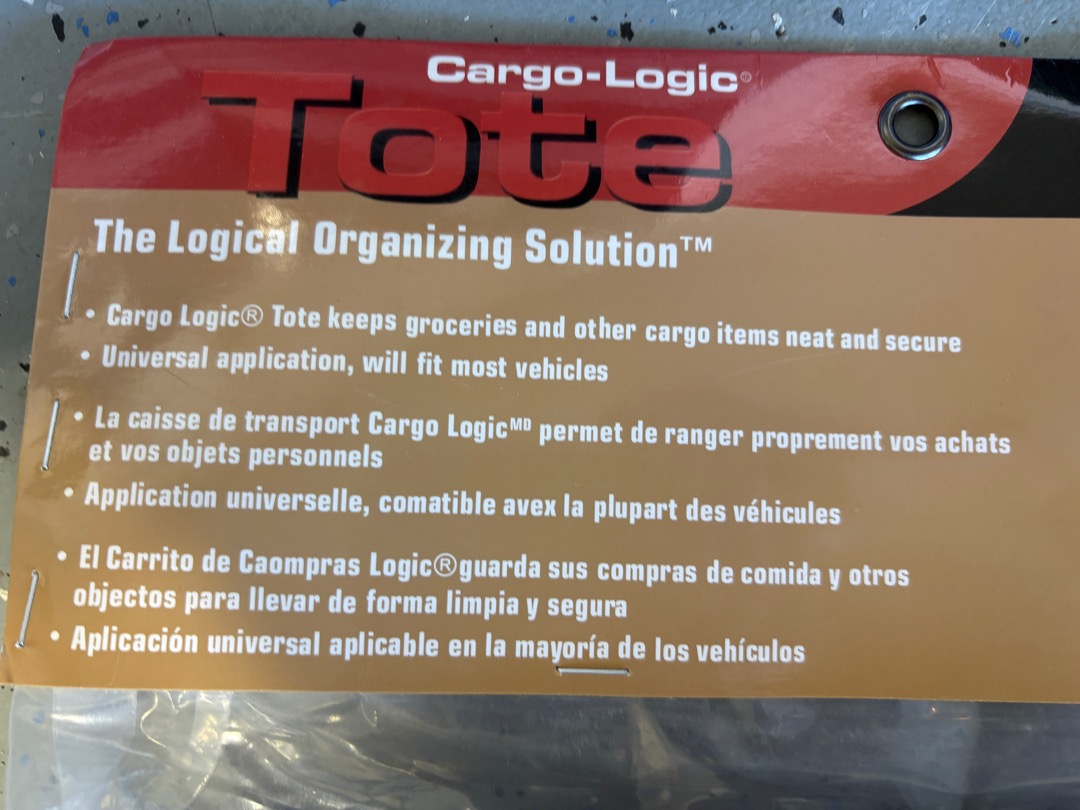 Cargo-Logic®
Tote
The Logical Organizing Solution™
• Cargo Logic® Tote keeps groceries and other cargo items neat and secure
• Universal application, will fit most vehicles
• La caisse de transport Cargo Logicᴹᴰ permet de ranger proprement vos achats
et vos objets personnels
• Application universelle, comatible avex la plupart des véhicules
• El Carrito de Caompras Logic® guarda sus compras de comida y otros
objectos para llevar de forma limpia y segura
• Aplicación universal aplicable en la mayoría de los vehículos